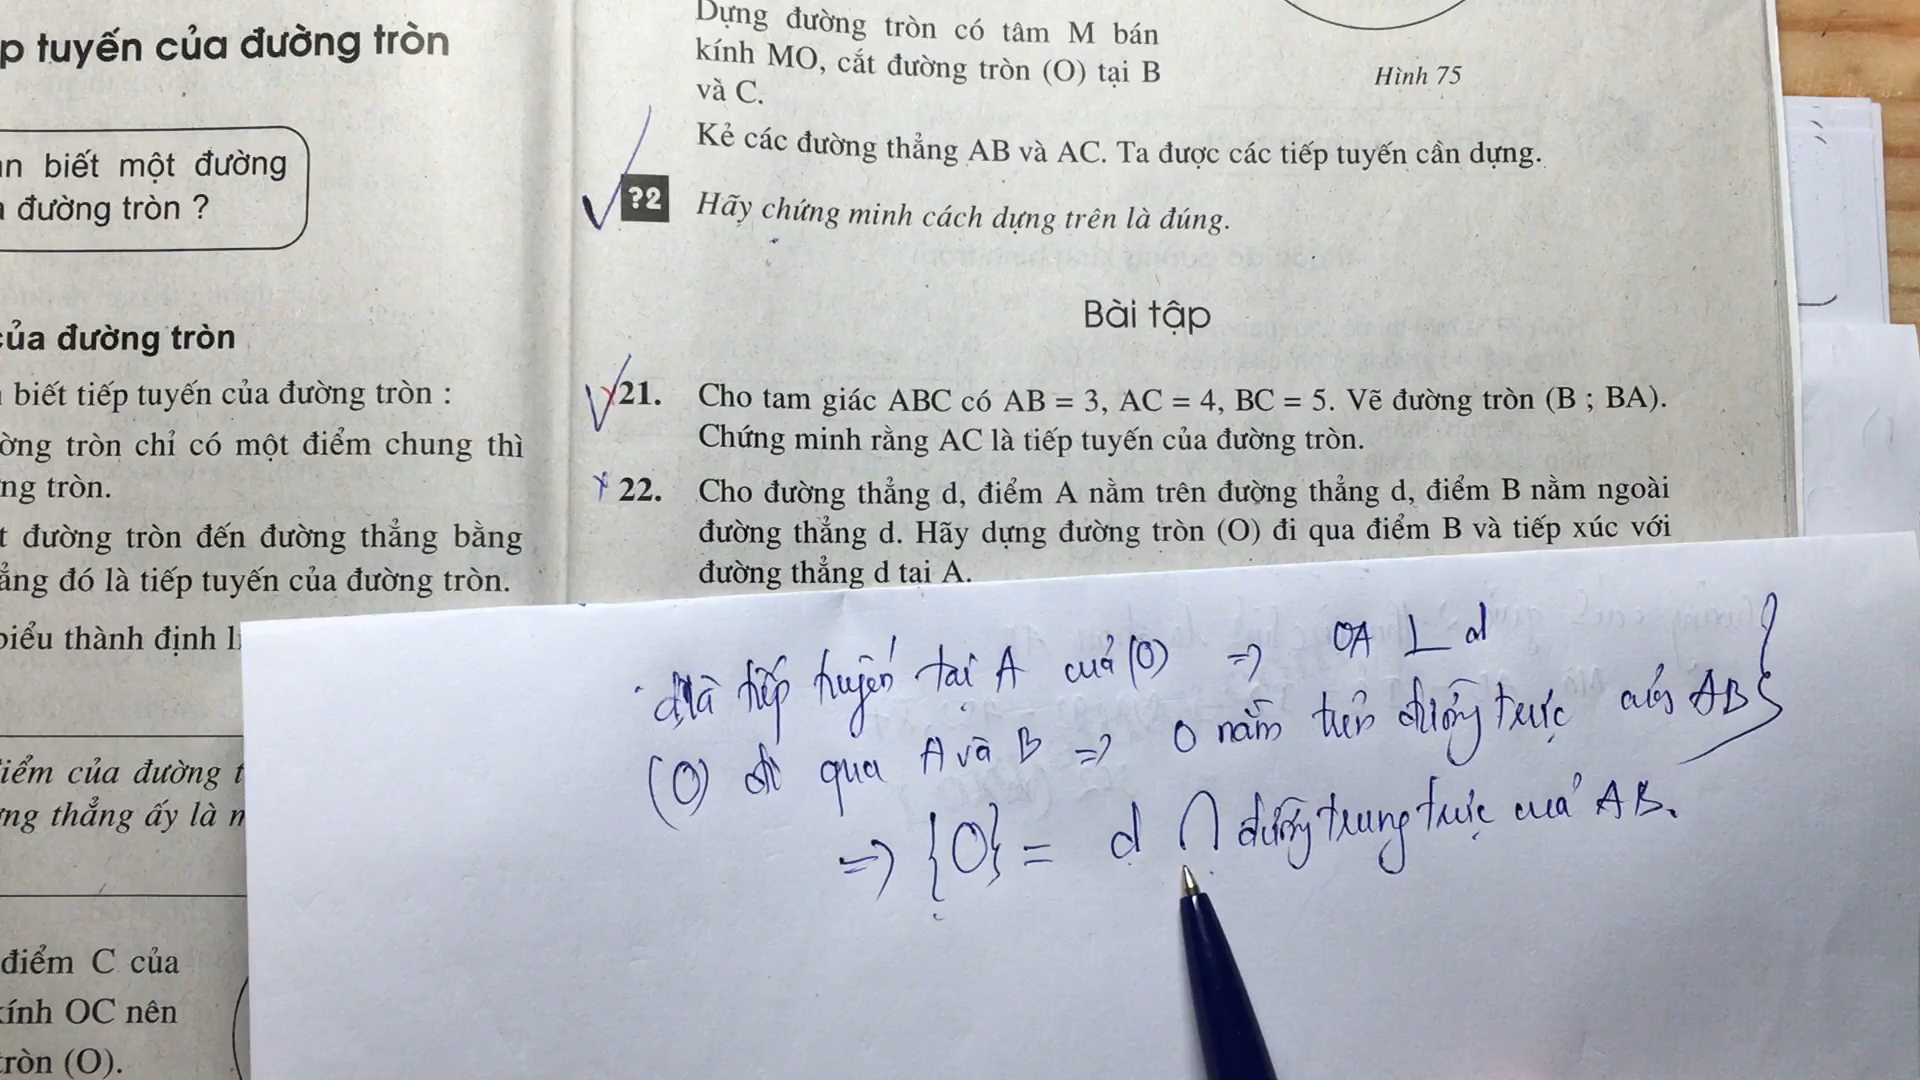 p tuyến của đường tròn
n biết một đường
đường tròn ?
của đường tròn
biết tiếp tuyến của đường tròn :
ờng tròn chỉ có một điểm chung thì
ng tròn.
t đường tròn đến đường thẳng bằng
ẳng đó là tiếp tuyến của đường tròn.
biểu thành định l
iểm của đường t
ng thẳng ấy là n
điểm C của
kính OC nên
tròn (O).
Dựng đường tròn có tâm M bán
kính MO, cắt đường tròn (O) tại B
và C.
Hình 75
Kẻ các đường thẳng AB và AC. Ta được các tiếp tuyến cần dựng.
?2 Hãy chứng minh cách dựng trên là đúng.
Bài tập
21. Cho tam giác ABC có AB = 3, AC = 4, BC = 5. Vẽ đường tròn (B ; BA).
Chứng minh rằng AC là tiếp tuyến của đường tròn.
22. Cho đường thẳng d, điểm A nằm trên đường thẳng d, điểm B nằm ngoài
đường thẳng d. Hãy dựng đường tròn (O) đi qua điểm B và tiếp xúc với
đường thẳng d tại A.
d là tiếp tuyến tại A của (O) => OA ⊥ d
(O) đi qua A và B => O nằm trên đường trực của AB
=> {O} = d ∩ đường trung trực của AB.